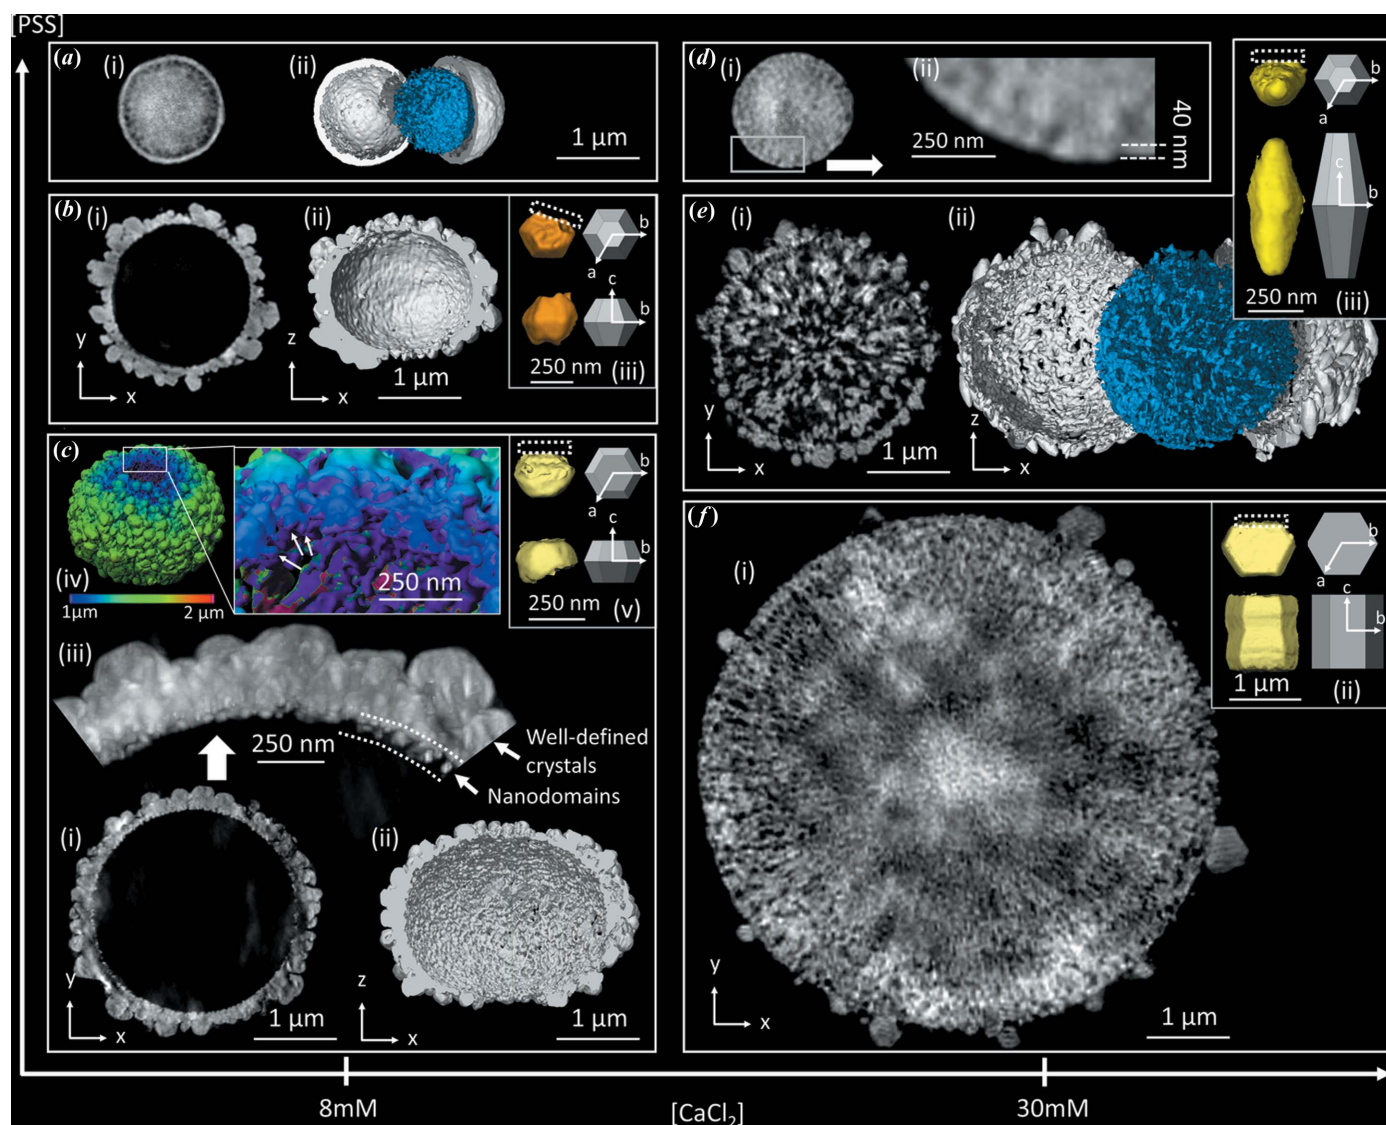 [PSS]
(a)
(i)
(ii)
1 µm
(b)
(i)
(ii)
b
a
c
b
y
x
z
x
1 µm
250 nm
(iii)
(c)
(iv)
1µm
2 µm
250 nm
b
a
c
b
250 nm
(v)
(iii)
250 nm
Well-defined
crystals
Nanodomains
(i)
(ii)
y
x
1 µm
z
x
1 µm
(d)
(i)
(ii)
250 nm
40 nm
b
a
c
b
250 nm
(iii)
(e)
(i)
(ii)
y
x
1 µm
z
x
(f)
(i)
b
a
c
b
1 µm
(ii)
y
x
1 µm
8mM
[CaCl₂]
30mM